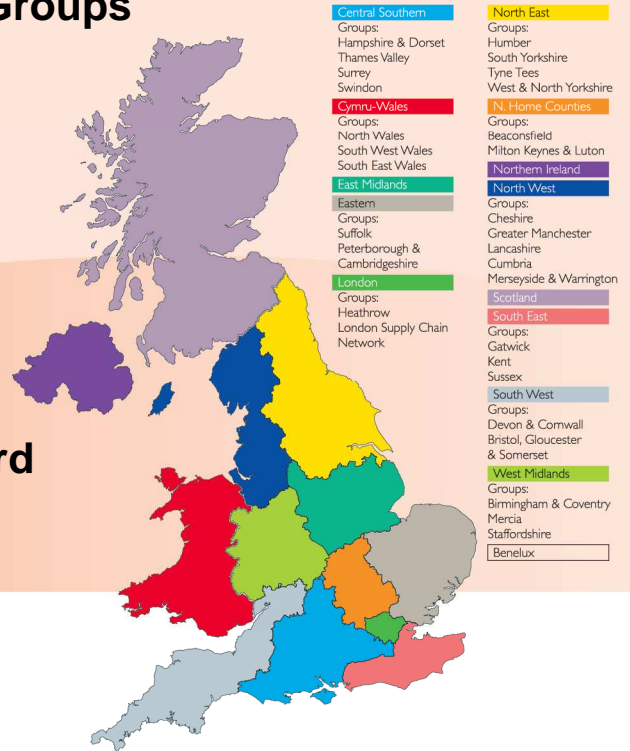 Groups
rd
Central Southern
Groups:
Hampshire & Dorset
Thames Valley
Surrey
Swindon
Cymru-Wales
Groups:
North Wales
South West Wales
South East Wales
East Midlands
Eastern
Groups:
Suffolk
Peterborough &
Cambridgeshire
London
Groups:
Heathrow
London Supply Chain
Network
North East
Groups:
Humber
South Yorkshire
Tyne Tees
West & North Yorkshire
N. Home Counties
Groups:
Beaconsfield
Milton Keynes & Luton
Northern Ireland
North West
Groups:
Cheshire
Greater Manchester
Lancashire
Cumbria
Merseyside & Warrington
Scotland
South East
Groups:
Gatwick
Kent
Sussex
South West
Groups:
Devon & Cornwall
Bristol, Gloucester
& Somerset
West Midlands
Groups:
Birmingham & Coventry
Mercia
Staffordshire
Benelux